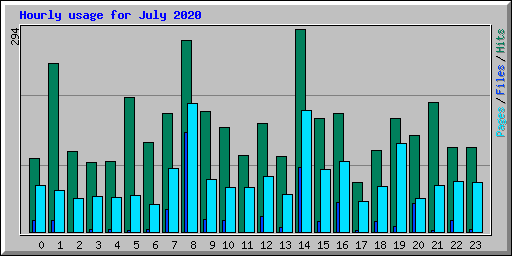 Hourly usage for July 2020
294
Pages / Files / Hits
0 1 2 3 4 5 6 7 8 9 10 11 12 13 14 15 16 17 18 19 20 21 22 23